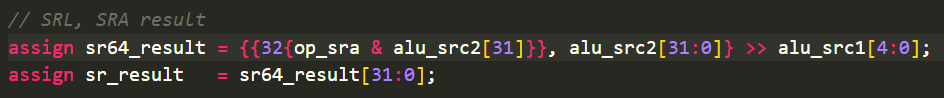 // SRL, SRA result
assign sr64_result = {{32{op_sra & alu_src2[31]}}, alu_src2[31:0]} >> alu_src1[4:0];
assign sr_result   = sr64_result[31:0];